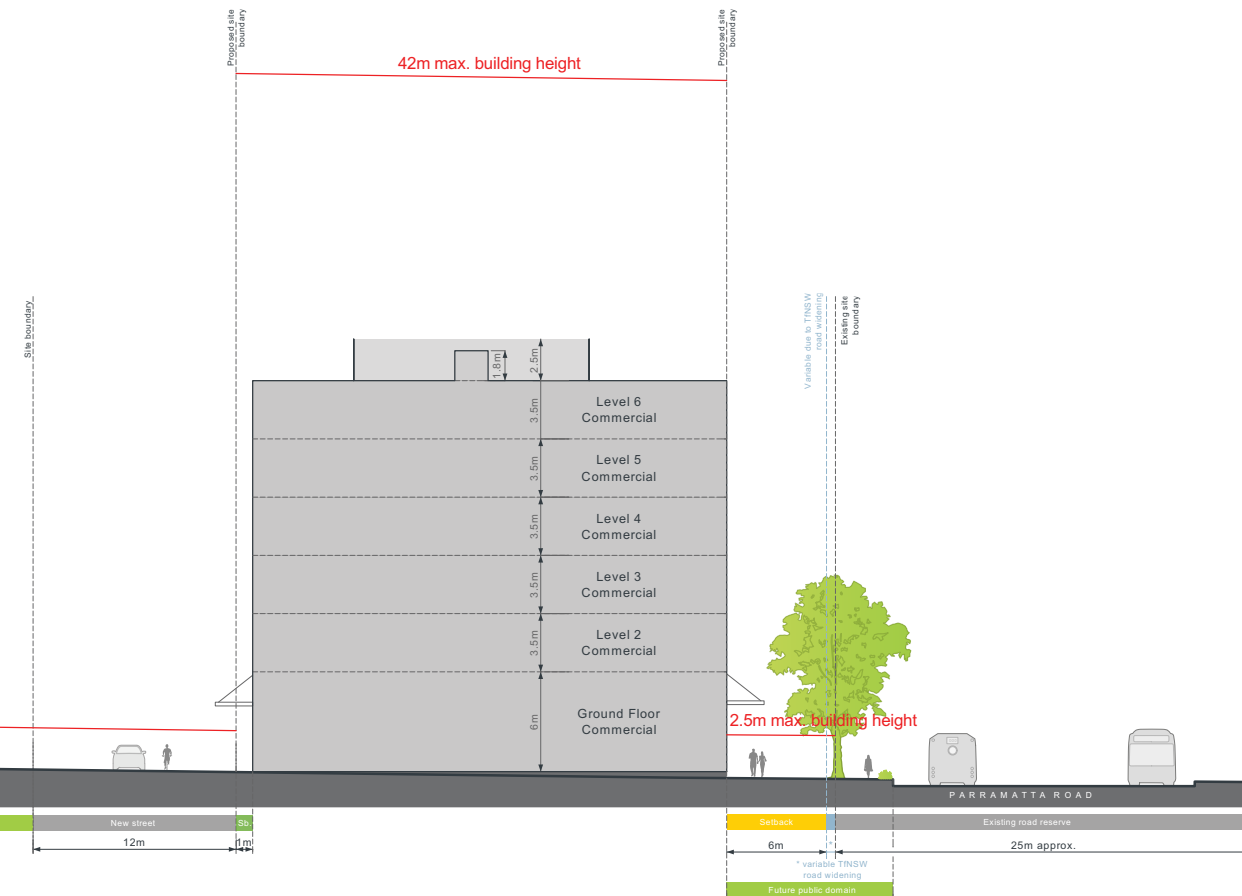 Proposed site
boundary
Proposed site
boundary
42m max. building height
Site boundary
Variable due to TfNSW
road widening
Existing site
boundary
1.8m
2.5m
3.5m
Level 6
Commercial
3.5m
Level 5
Commercial
3.5m
Level 4
Commercial
3.5m
Level 3
Commercial
3.5m
Level 2
Commercial
6m
Ground Floor
Commercial
2.5m max. building height
PARRAMATTA ROAD
New street
Sb.
Setback
Existing road reserve
12m
1m
6m
*
25m approx.
* variable TfNSW
road widening
Future public domain